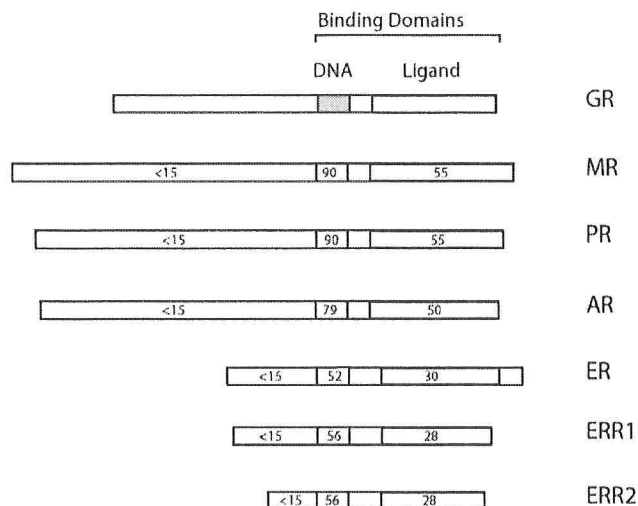 Binding Domains
DNA Ligand
GR
<15 90 55 MR
<15 90 55 PR
<15 79 50 AR
<15 52 30 ER
<15 56 28 ERR1
<15 56 28 ERR2